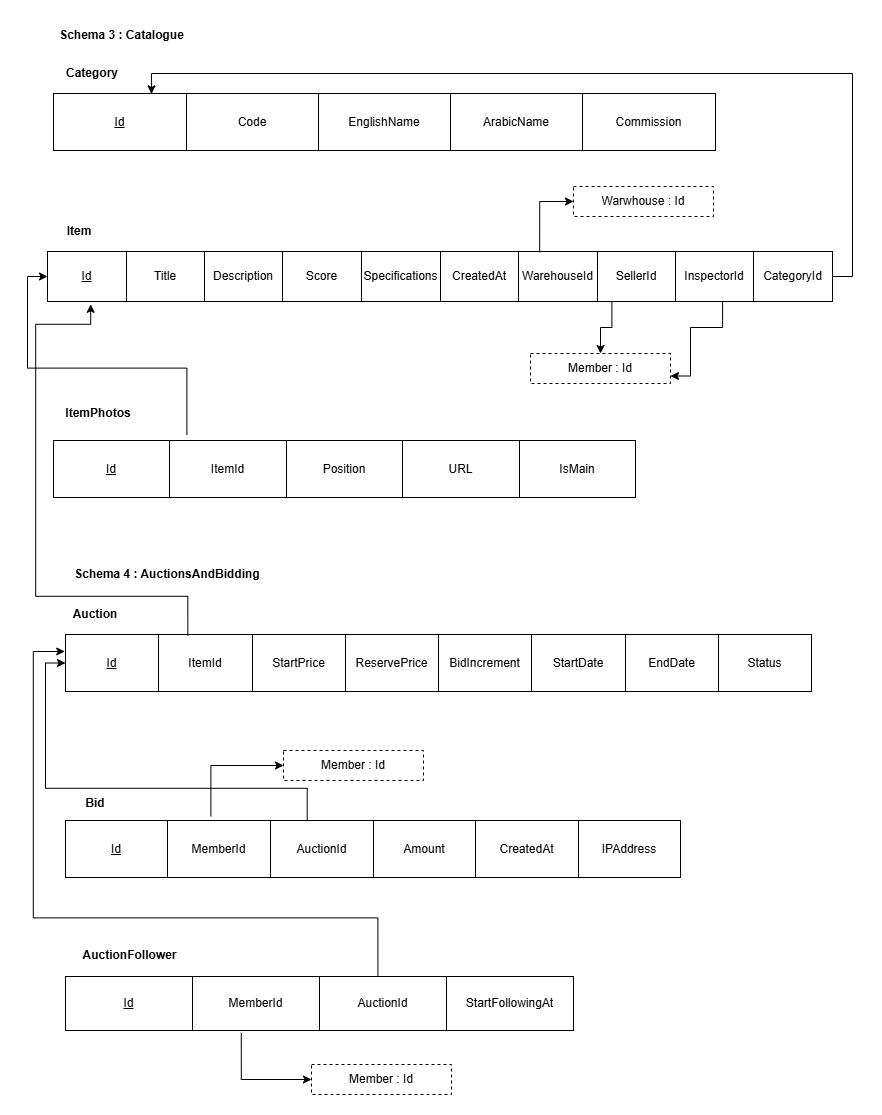 Schema 3 : Catalogue
Category
Id Code EnglishName ArabicName Commission
Warwhouse : Id
Item
Id Title Description Score Specifications CreatedAt WarehouseId SellerId InspectorId CategoryId
Member : Id
ItemPhotos
Id ItemId Position URL IsMain
Schema 4 : AuctionsAndBidding
Auction
Id ItemId StartPrice ReservePrice BidIncrement StartDate EndDate Status
Member : Id
Bid
Id MemberId AuctionId Amount CreatedAt IPAddress
AuctionFollower
Id MemberId AuctionId StartFollowingAt
Member : Id